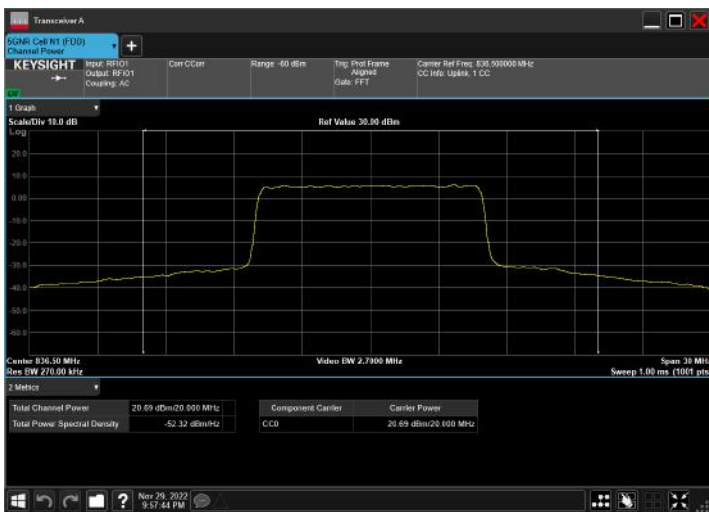 Transceiver A
5GNR Cell N1 (FDD)
Channel Power
KEYSIGHT
Input: RFIO1
Output: RFIO1
Coupling: AC
Corr CCorr
Range -60 dBm
Trig: Prot Frame
Aligned
Gate: FFT
Carrier Ref Freq: 836.500000 MHz
CC Info: Uplink, 1 CC
1 Graph
Scale/Div 10.0 dB
Ref Value 30.00 dBm
Log
20.0
10.0
0.00
-10.0
-20.0
-30.0
-40.0
-50.0
-60.0
Center 836.50 MHz
Video BW 2.7000 MHz
Span 30 MHz
Res BW 270.00 kHz
Sweep 1.00 ms (1001 pts
2 Metrics
Total Channel Power 20.69 dBm/20.000 MHz
Total Power Spectral Density -52.32 dBm/Hz
Component Carrier Carrier Power
CC0 20.69 dBm/20.000 MHz
?
Nov 29, 2022
9:57:44 PM